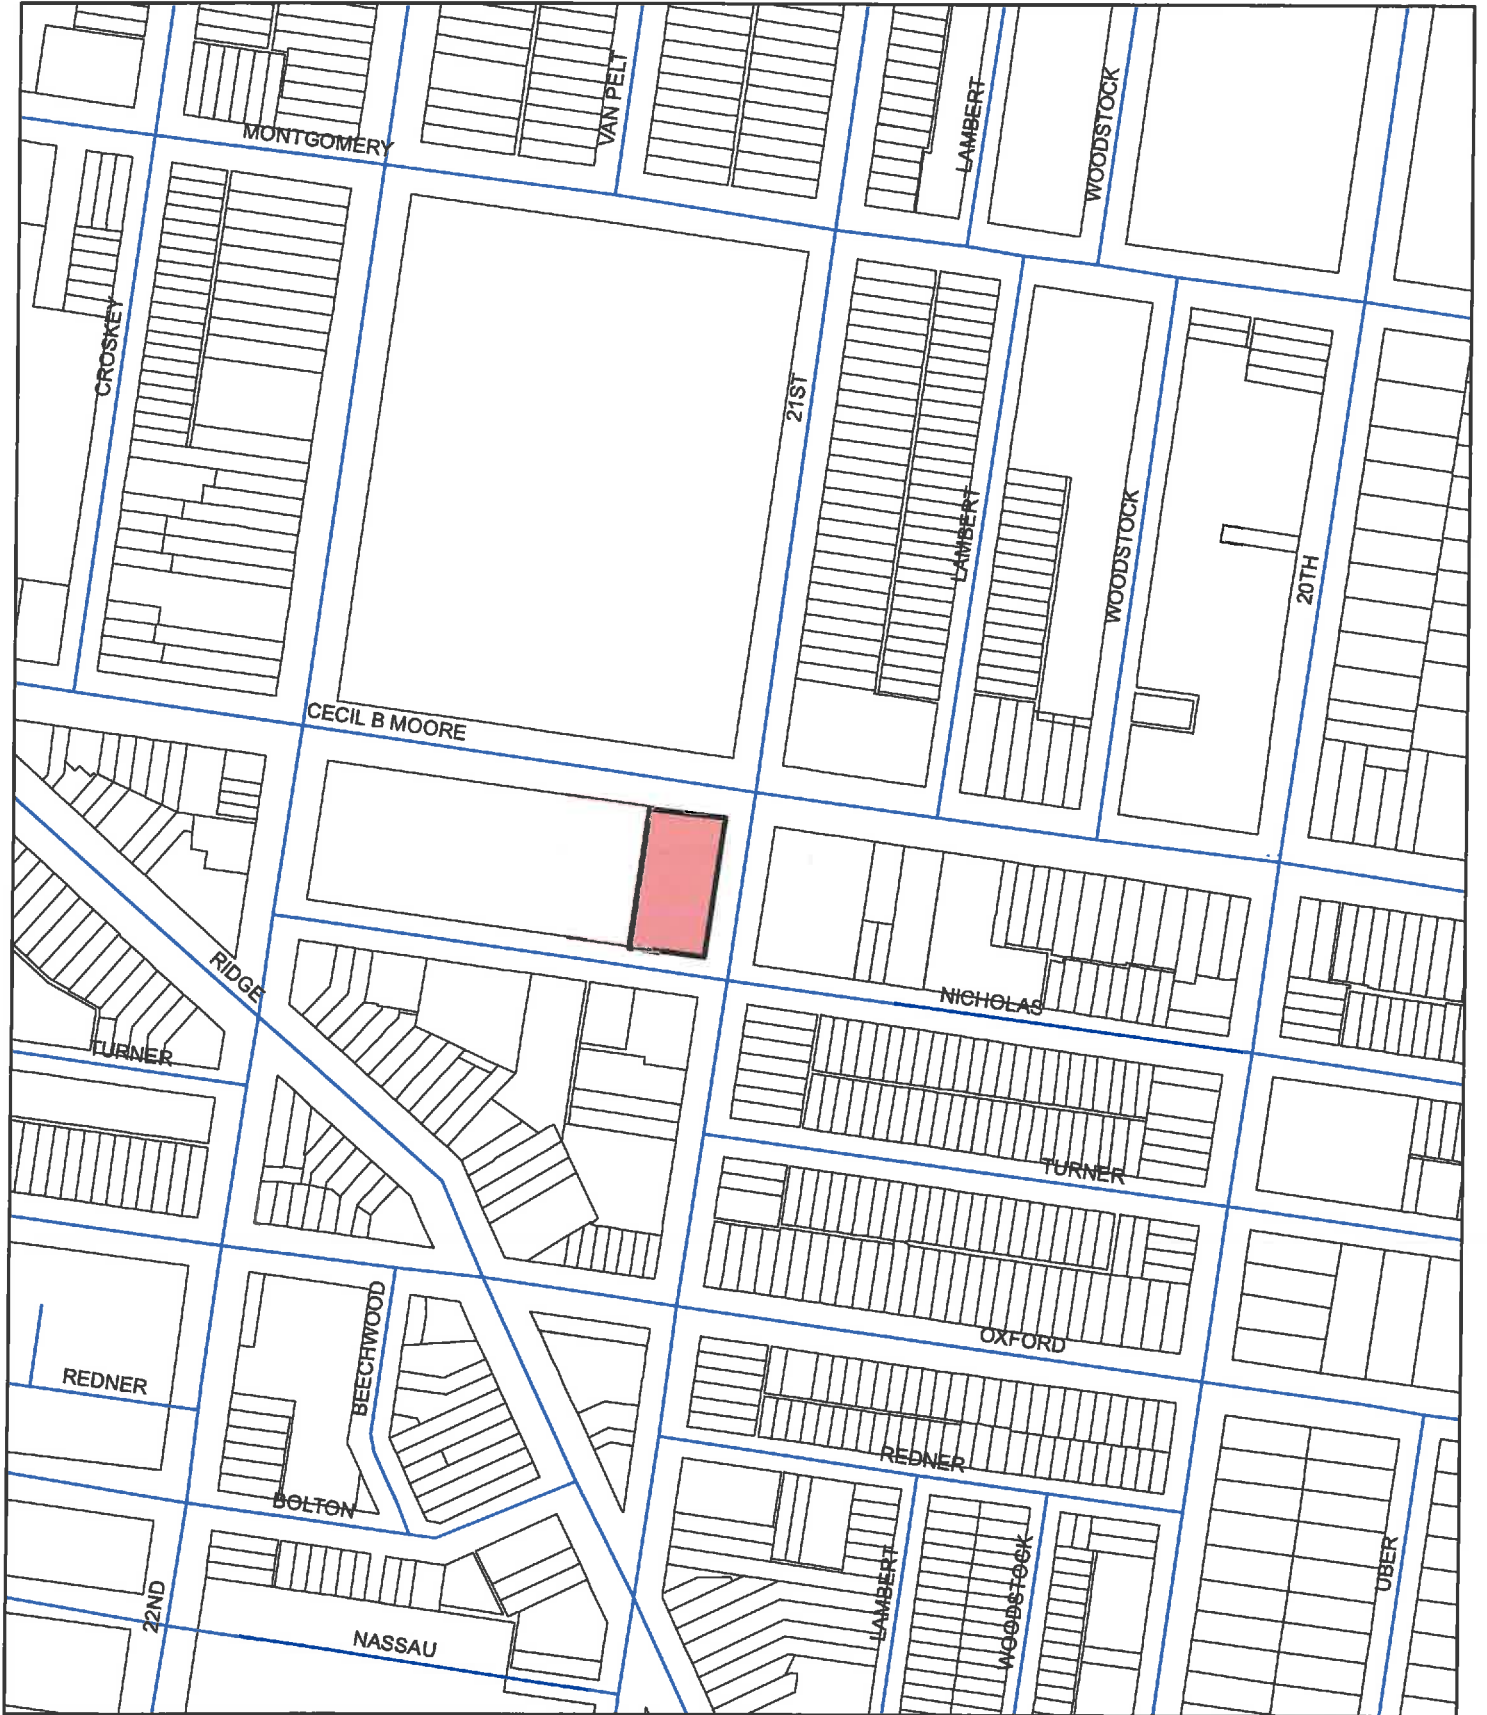 VAN PELT
LAMBERT
WOODSTOCK
MONTGOMERY
CROSKEY
21ST
LAMBERT
WOODSTOCK
20TH
CECIL B MOORE
RIDGE
NICHOLAS
TURNER
TURNER
BEECHWOOD
OXFORD
REDNER
REDNER
BOLTON
LAMBERT
WOODSTOCK
UBER
22ND
NASSAU